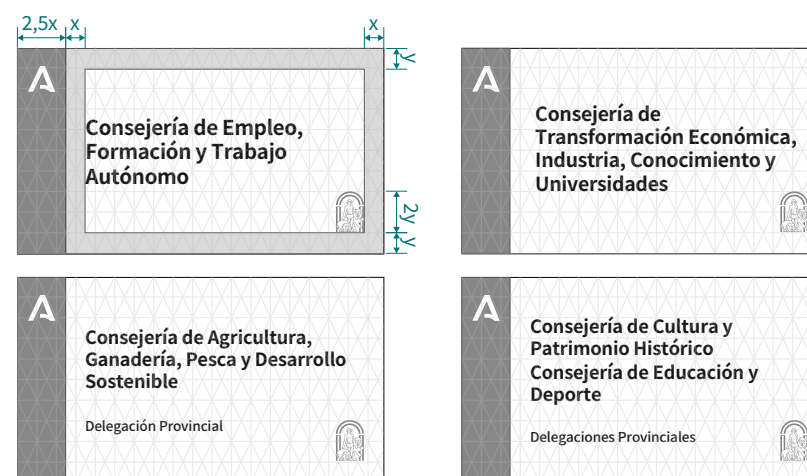 2,5x x x
y
Consejería de Empleo,
Formación y Trabajo
Autónomo
2y
y
Consejería de
Transformación Económica,
Industria, Conocimiento y
Universidades
Consejería de Agricultura,
Ganadería, Pesca y Desarrollo
Sostenible
Delegación Provincial
Consejería de Cultura y
Patrimonio Histórico
Consejería de Educación y
Deporte
Delegaciones Provinciales